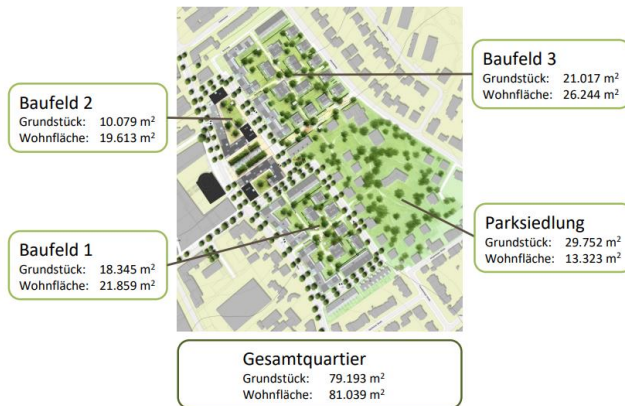 Baufeld 3
Grundstück: 21.017 m²
Wohnfläche: 26.244 m²
Baufeld 2
Grundstück: 10.079 m²
Wohnfläche: 19.613 m²
Parksiedlung
Grundstück: 29.752 m²
Wohnfläche: 13.323 m²
Baufeld 1
Grundstück: 18.345 m²
Wohnfläche: 21.859 m²
Gesamtquartier
Grundstück: 79.193 m²
Wohnfläche: 81.039 m²